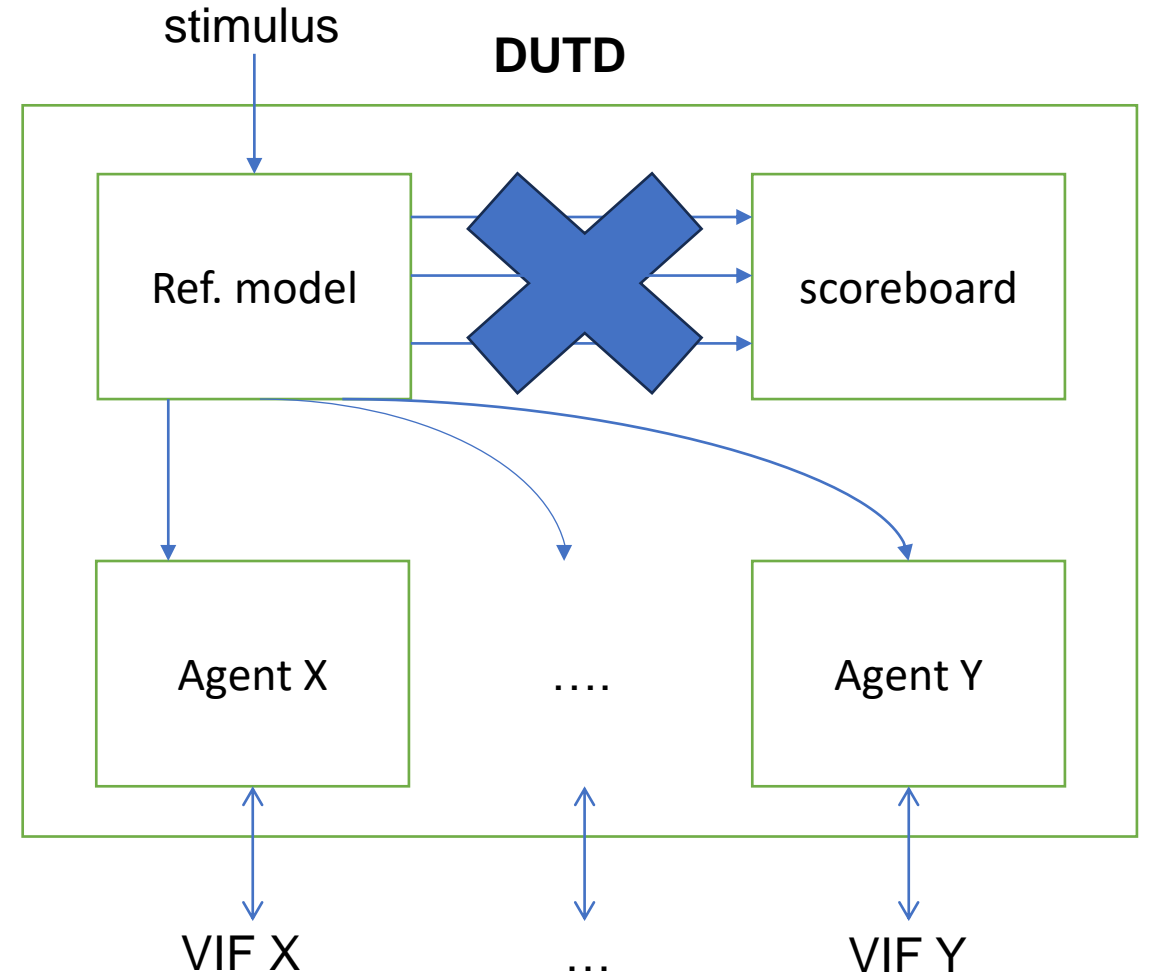 stimulus
DUTD
Ref. model
scoreboard
Agent X
....
Agent Y
VIF X
...
VIF Y